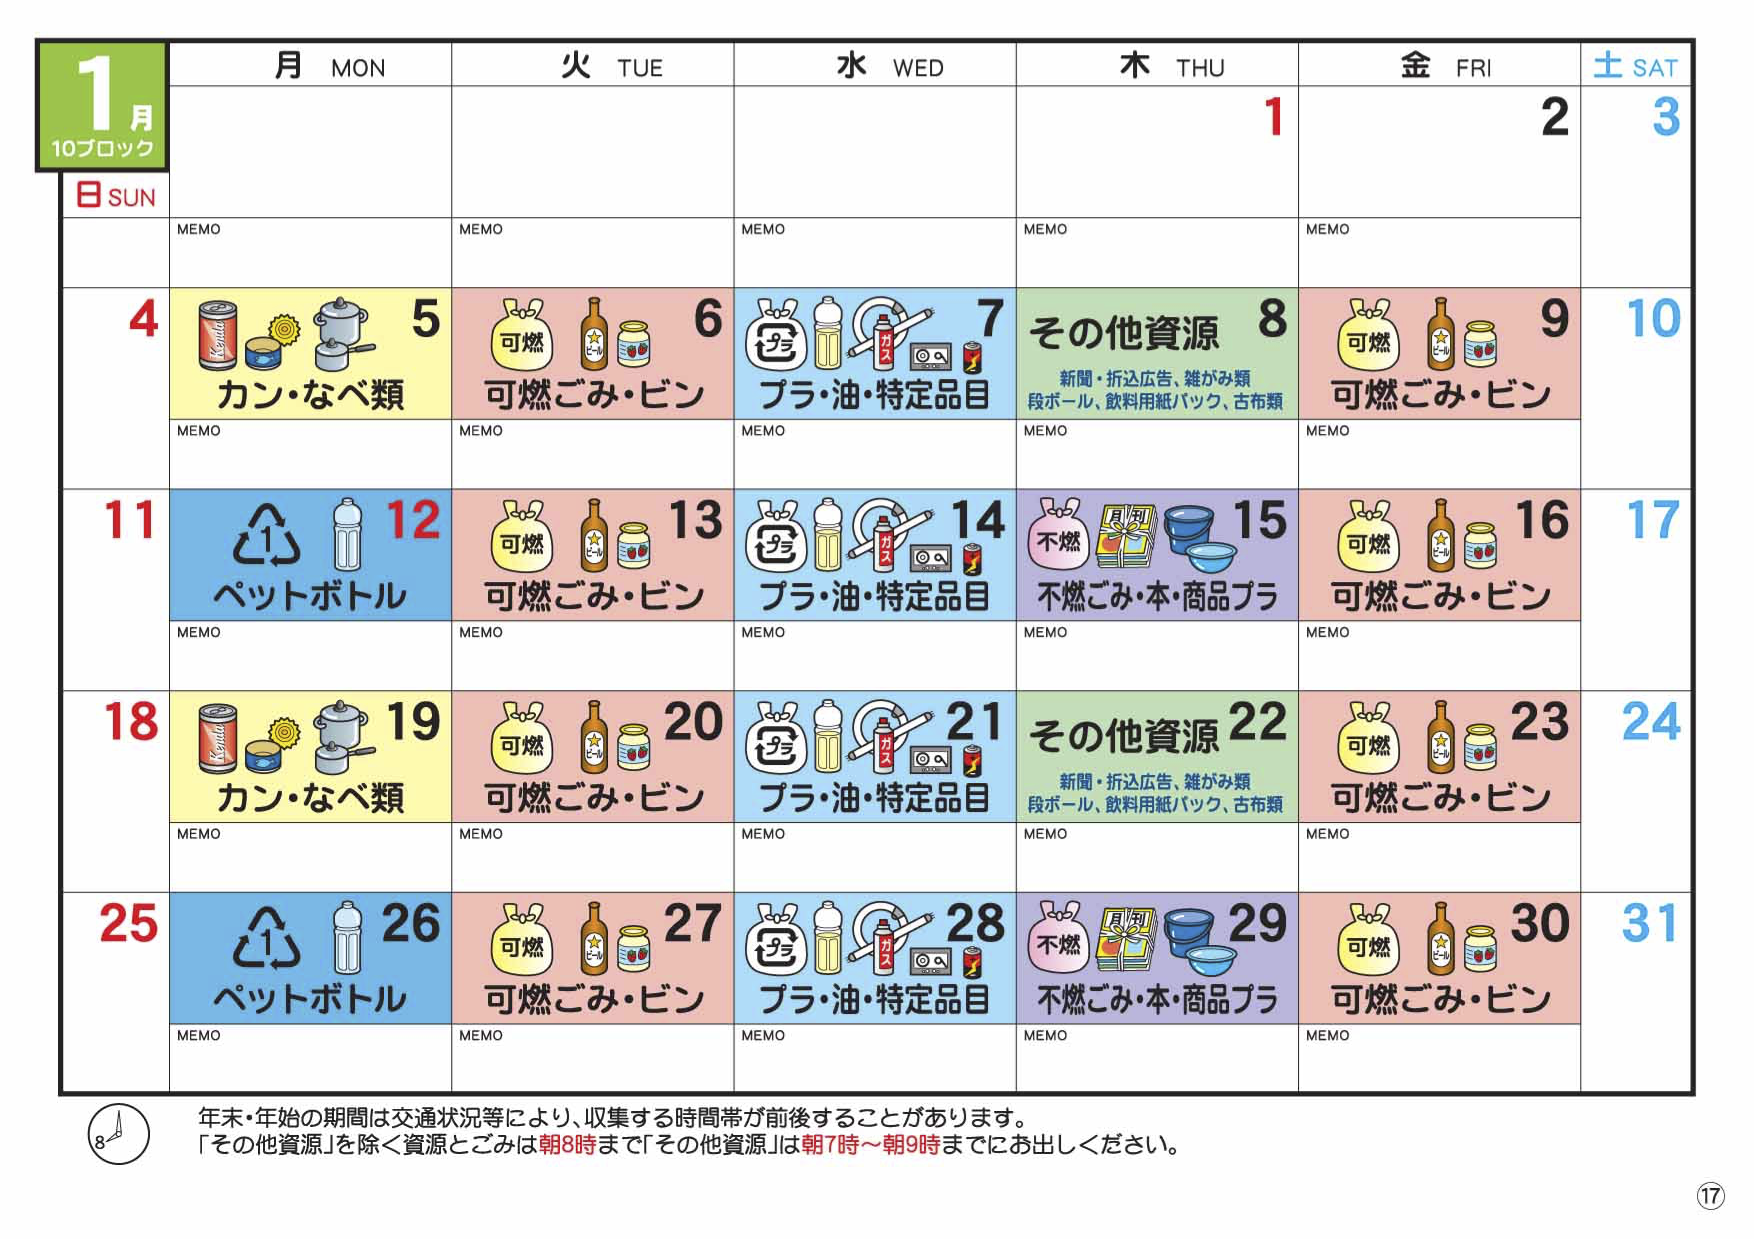 1月
10ブロック
日 SUN
月 MON
火 TUE
水 WED
木 THU
金 FRI
土 SAT
1
2
3
MEMO
MEMO
MEMO
MEMO
MEMO
4
5
カン・なべ類
6
可燃
ビール
可燃ごみ・ビン
7
プラ
ガス
プラ・油・特定品目
その他資源 8
新聞・折込広告、雑がみ類
段ボール、飲料用紙パック、古布類
9
可燃
ビール
可燃ごみ・ビン
10
MEMO
MEMO
MEMO
MEMO
MEMO
11
1
12
ペットボトル
13
可燃
ビール
可燃ごみ・ビン
14
プラ
ガス
プラ・油・特定品目
15
不燃
月刊
不燃ごみ・本・商品プラ
16
可燃
ビール
可燃ごみ・ビン
17
MEMO
MEMO
MEMO
MEMO
MEMO
18
19
カン・なべ類
20
可燃
ビール
可燃ごみ・ビン
21
プラ
ガス
プラ・油・特定品目
その他資源 22
新聞・折込広告、雑がみ類
段ボール、飲料用紙パック、古布類
23
可燃
ビール
可燃ごみ・ビン
24
MEMO
MEMO
MEMO
MEMO
MEMO
25
1
26
ペットボトル
27
可燃
ビール
可燃ごみ・ビン
28
プラ
ガス
プラ・油・特定品目
29
不燃
月刊
不燃ごみ・本・商品プラ
30
可燃
ビール
可燃ごみ・ビン
31
MEMO
MEMO
MEMO
MEMO
MEMO
8
年末・年始の期間は交通状況等により、収集する時間帯が前後することがあります。
「その他資源」を除く資源とごみは朝8時まで「その他資源」は朝7時～朝9時までにお出しください。
⑰